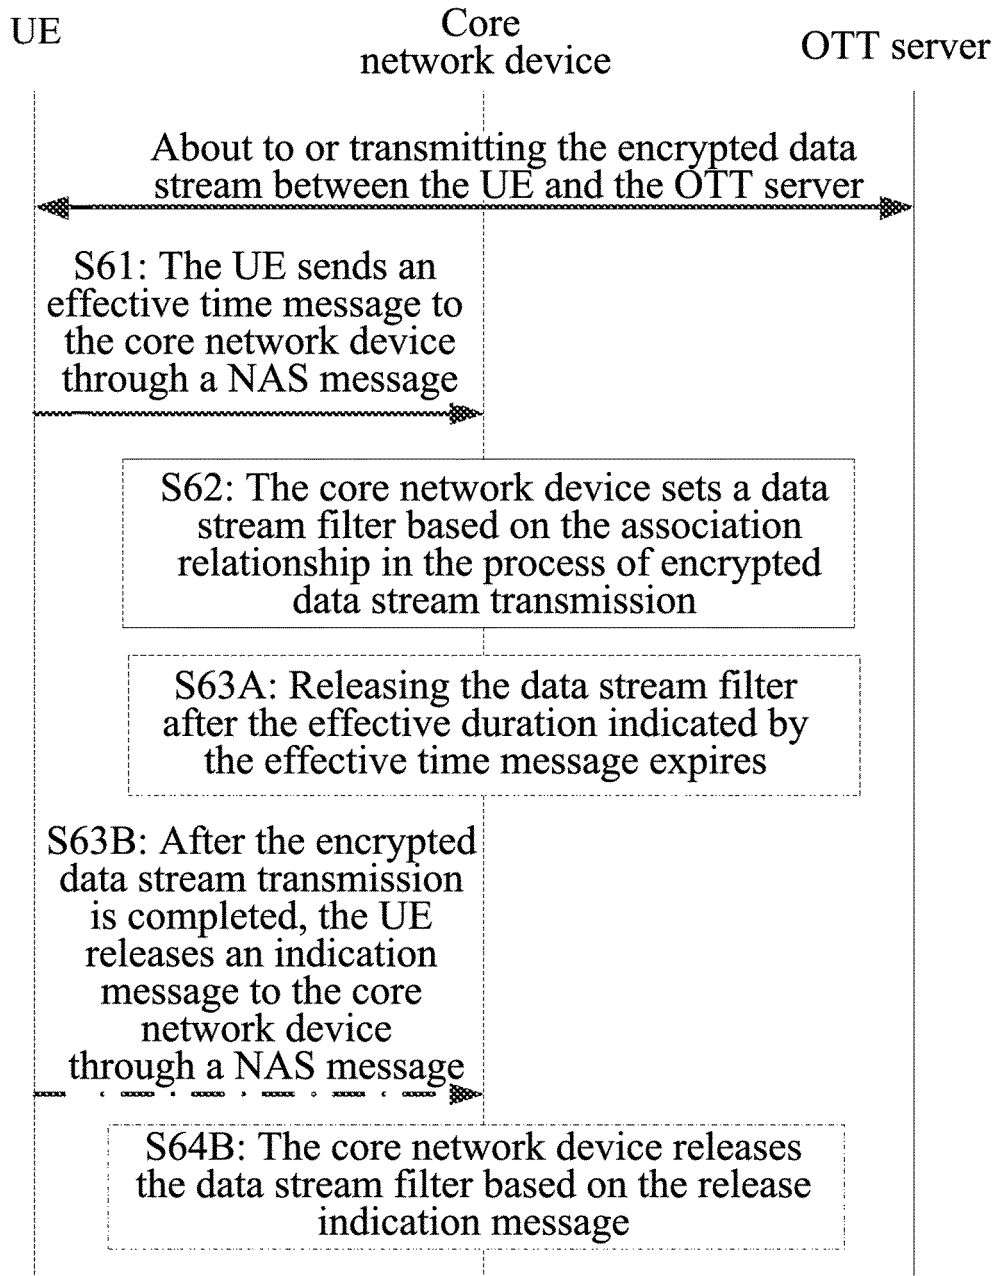 UE
Core
network device
OTT server
About to or transmitting the encrypted data
stream between the UE and the OTT server
S61: The UE sends an
effective time message to
the core network device
through a NAS message
S62: The core network device sets a data
stream filter based on the association
relationship in the process of encrypted
data stream transmission
S63A: Releasing the data stream filter
after the effective duration indicated by
the effective time message expires
S63B: After the encrypted
data stream transmission
is completed, the UE
releases an indication
message to the core
network device
through a NAS message
S64B: The core network device releases
the data stream filter based on the release
indication message